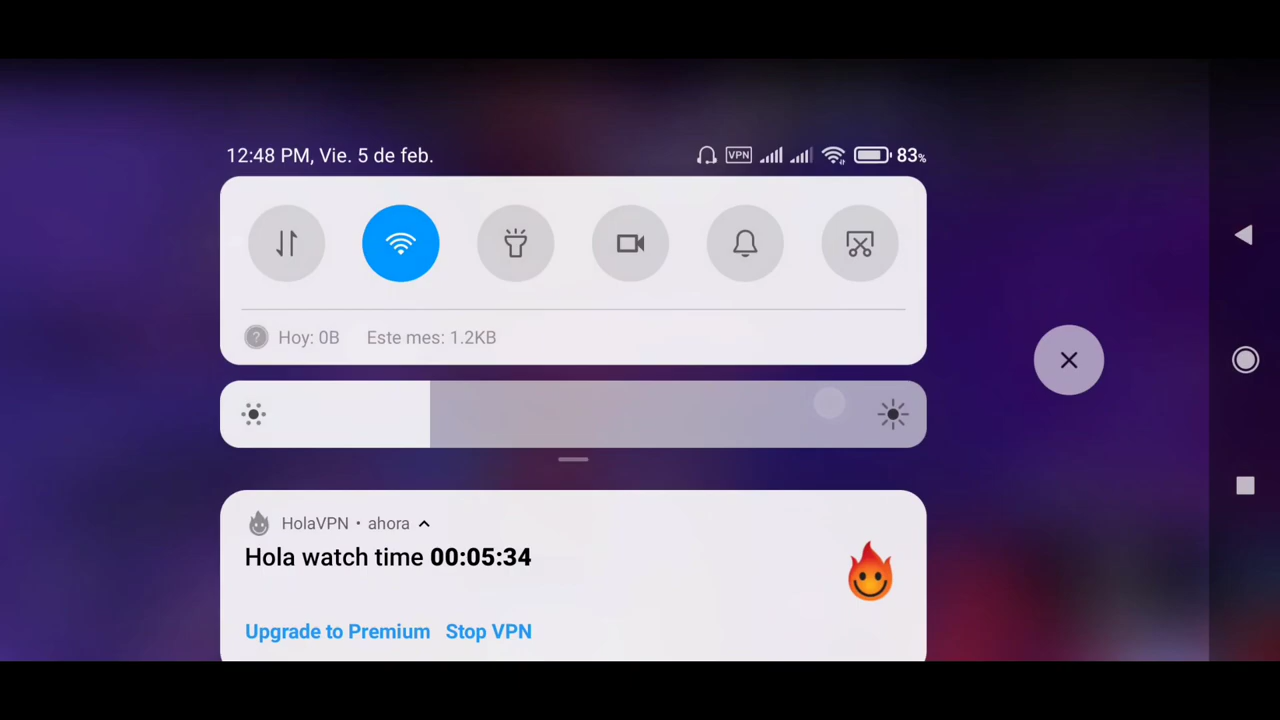 12:48 PM, Vie. 5 de feb. VPN 83%
Hoy: 0B Este mes: 1.2KB
HolaVPN • ahora
Hola watch time 00:05:34
Upgrade to Premium Stop VPN